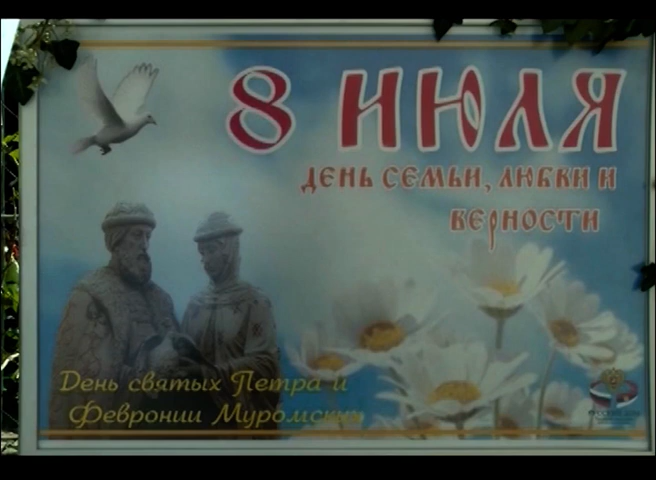 8 ИЮЛЯ
ДЕНЬ СЕМЬИ, ЛЮБВИ И
ВЕРНОСТИ
День святых Петра и
Февронии Муромских